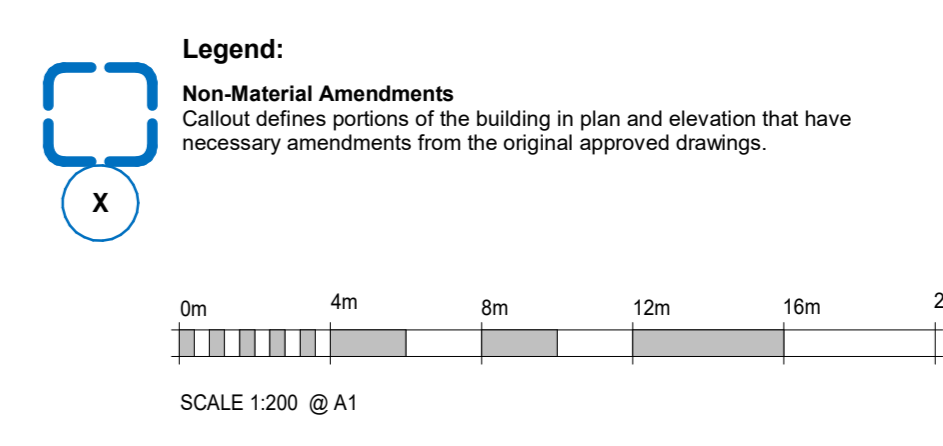 Legend:
Non-Material Amendments
Callout defines portions of the building in plan and elevation that have
necessary amendments from the original approved drawings.
X
0m 4m 8m 12m 16m
SCALE 1:200 @ A1